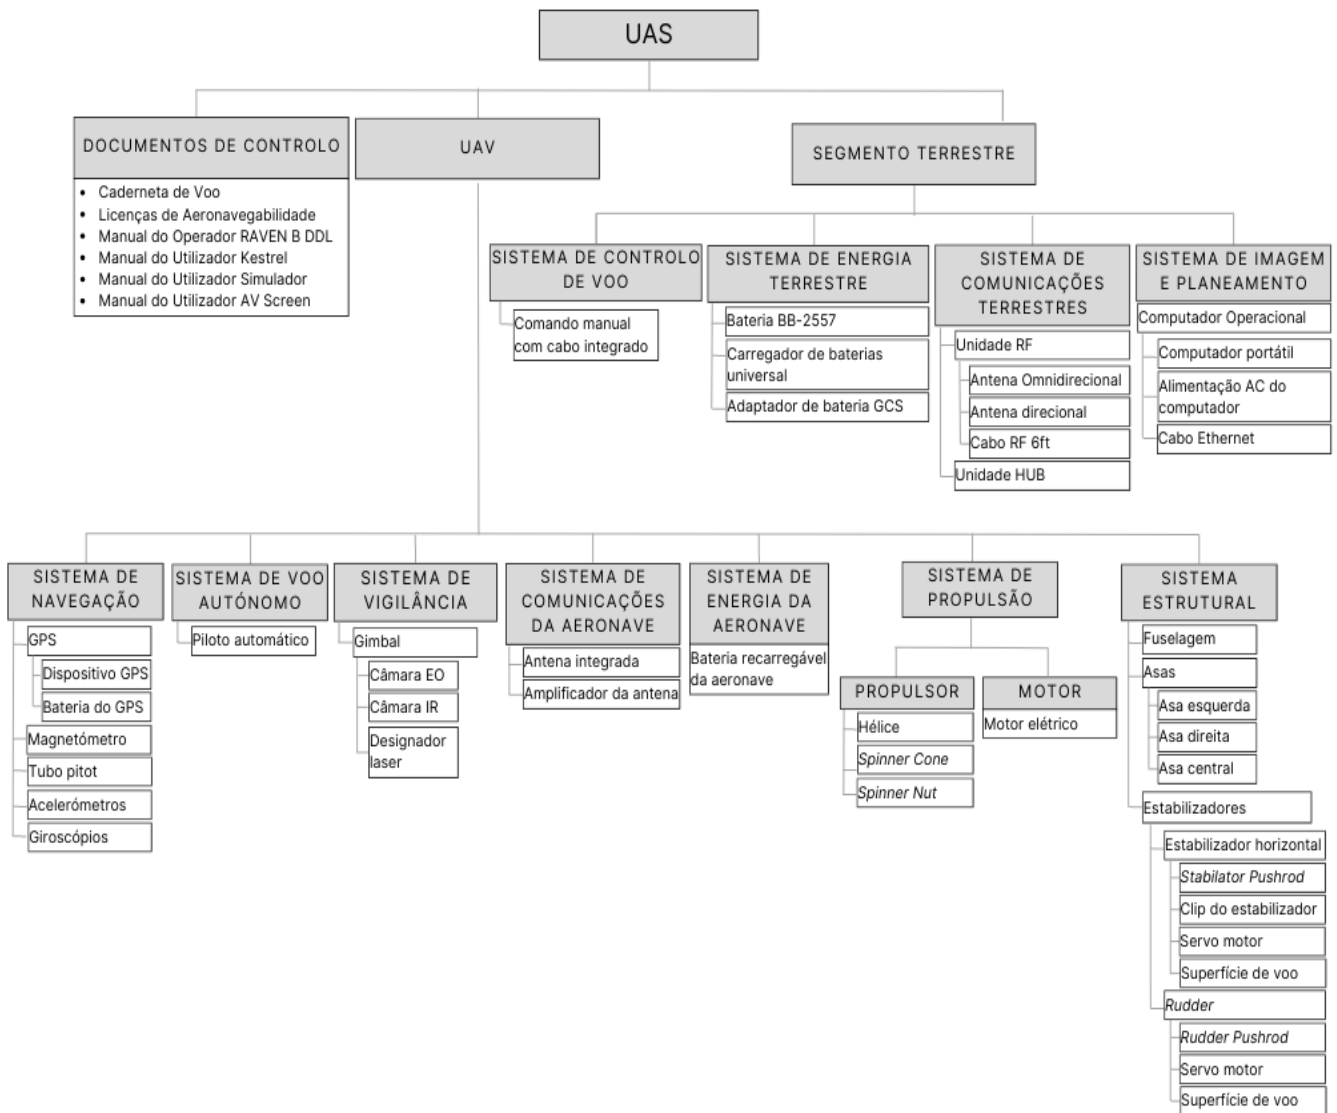 UAS
DOCUMENTOS DE CONTROLO
• Caderneta de Voo
• Licenças de Aeronavegabilidade
• Manual do Operador RAVEN B DDL
• Manual do Utilizador Kestrel
• Manual do Utilizador Simulador
• Manual do Utilizador AV Screen
UAV
SEGMENTO TERRESTRE
SISTEMA DE CONTROLO
DE VOO
Comando manual
com cabo integrado
SISTEMA DE ENERGIA
TERRESTRE
Bateria BB-2557
Carregador de baterias
universal
Adaptador de bateria GCS
SISTEMA DE
COMUNICAÇÕES
TERRESTRES
Unidade RF
Antena Omnidirecional
Antena direcional
Cabo RF 6ft
Unidade HUB
SISTEMA DE IMAGEM
E PLANEAMENTO
Computador Operacional
Computador portátil
Alimentação AC do
computador
Cabo Ethernet
SISTEMA DE
NAVEGAÇÃO
GPS
Dispositivo GPS
Bateria do GPS
Magnetómetro
Tubo pitot
Acelerómetros
Giroscópios
SISTEMA DE VOO
AUTÓNOMO
Piloto automático
SISTEMA DE
VIGILÂNCIA
Gimbal
Câmara EO
Câmara IR
Designador
laser
SISTEMA DE
COMUNICAÇÕES
DA AERONAVE
Antena integrada
Amplificador da antena
SISTEMA DE
ENERGIA DA
AERONAVE
Bateria recarregável
da aeronave
SISTEMA DE
PROPULSÃO
PROPULSOR
Hélice
Spinner Cone
Spinner Nut
MOTOR
Motor elétrico
SISTEMA
ESTRUTURAL
Fuselagem
Asas
Asa esquerda
Asa direita
Asa central
Estabilizadores
Estabilizador horizontal
Stabilator Pushrod
Clip do estabilizador
Servo motor
Superfície de voo
Rudder
Rudder Pushrod
Servo motor
Superfície de voo